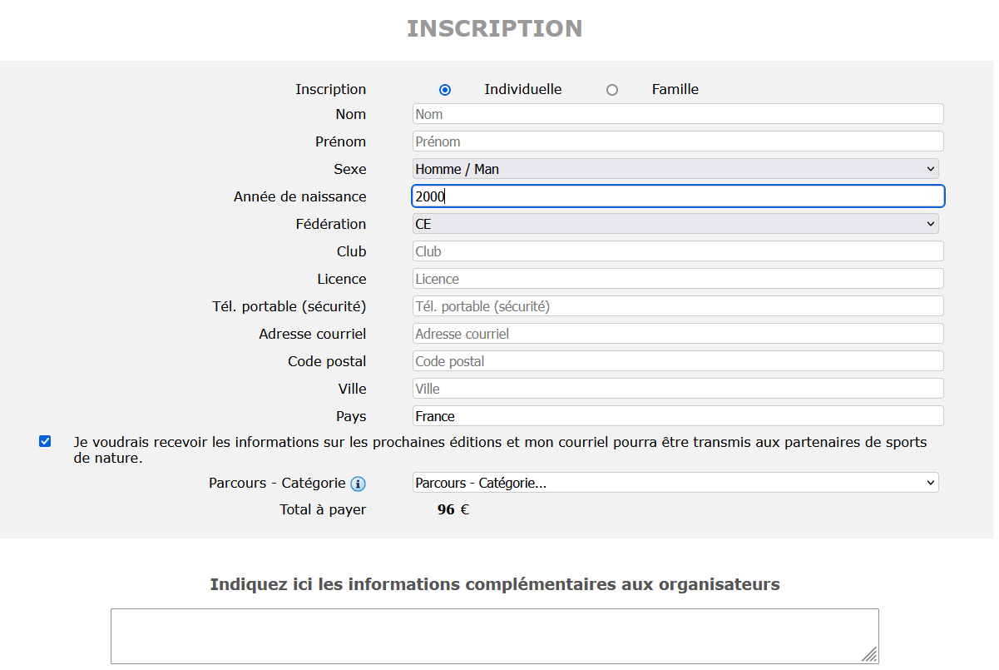 INSCRIPTION
Inscription Individuelle Famille
Nom Nom
Prénom Prénom
Sexe Homme / Man
Année de naissance 2000
Fédération CE
Club Club
Licence Licence
Tél. portable (sécurité) Tél. portable (sécurité)
Adresse courriel Adresse courriel
Code postal Code postal
Ville Ville
Pays France
Je voudrais recevoir les informations sur les prochaines éditions et mon courriel pourra être transmis aux partenaires de sports
de nature.
Parcours - Catégorie i Parcours - Catégorie...
Total à payer 96 €
Indiquez ici les informations complémentaires aux organisateurs